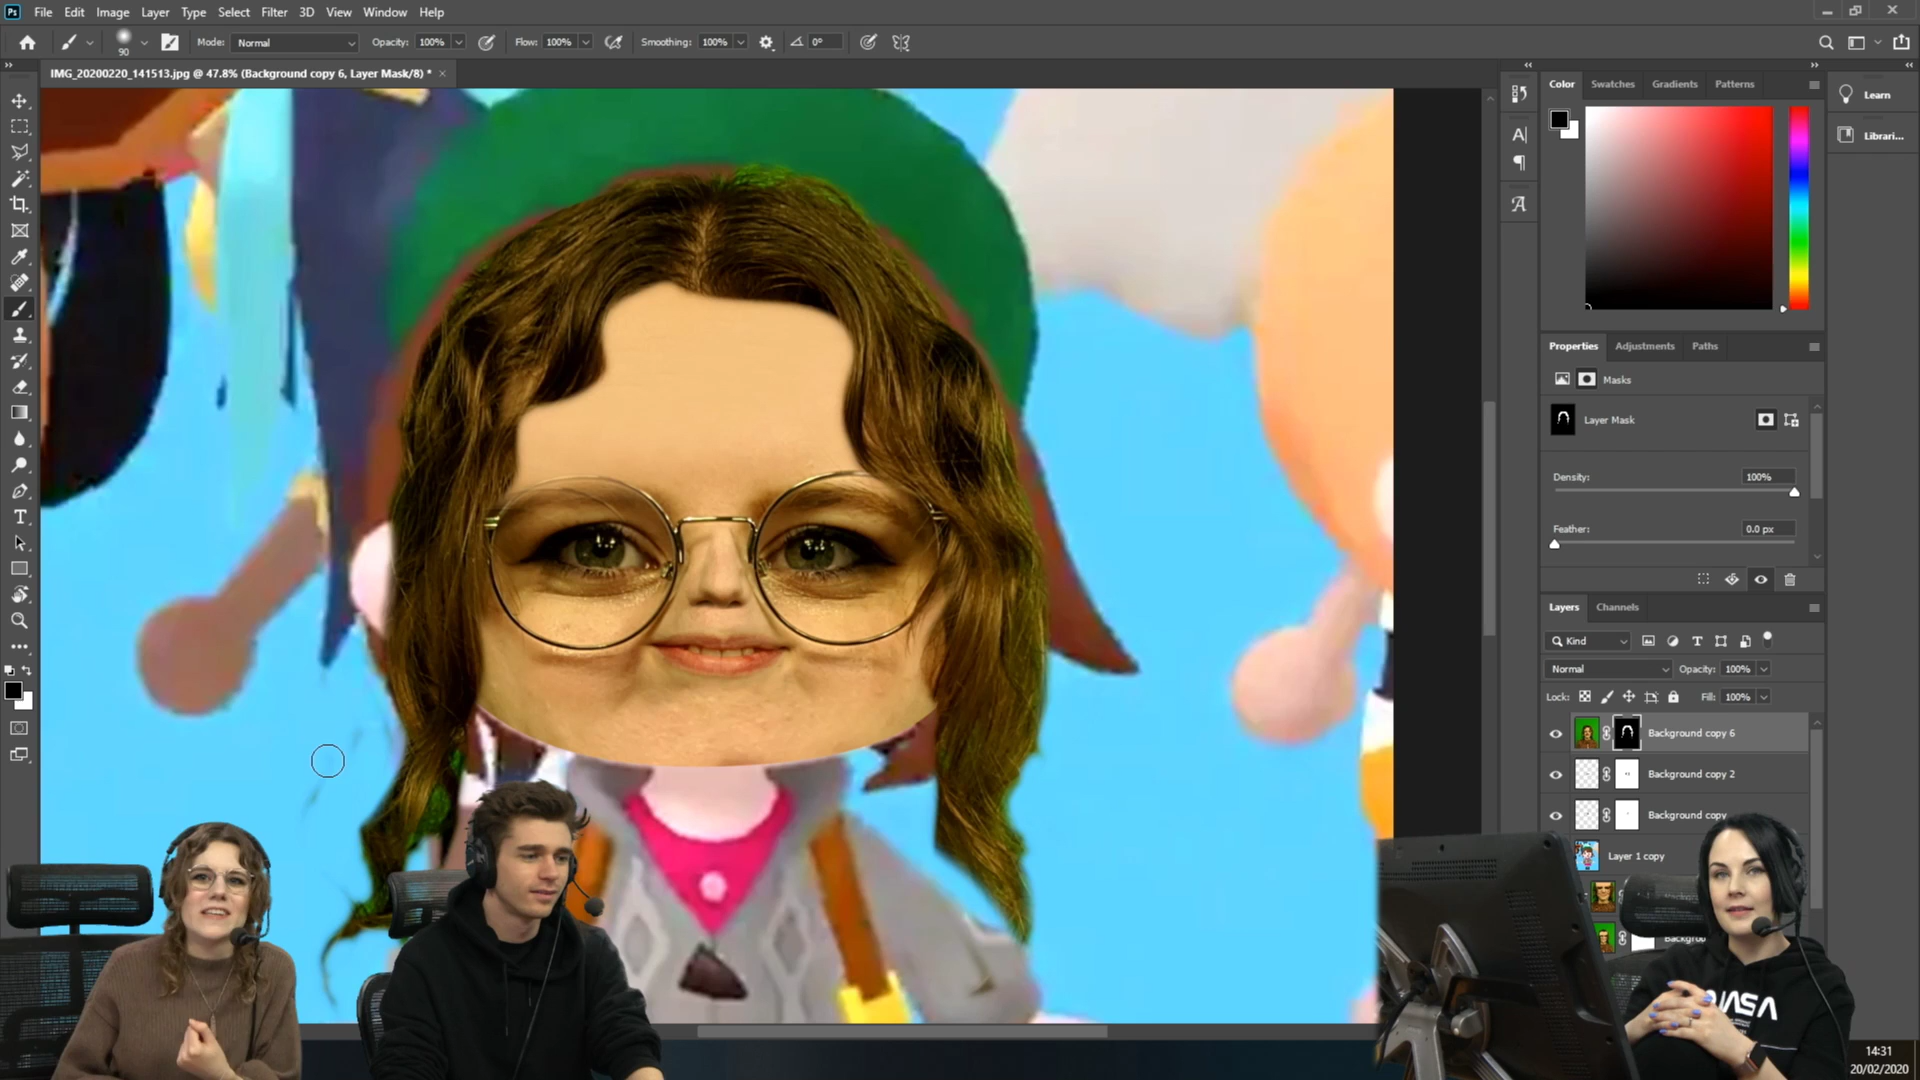 Ps File Edit Image Layer Type Select Filter 3D View Window Help
90 Mode: Normal Opacity: 100% Flow: 100% Smoothing: 100% 0°
IMG_20200220_141513.jpg @ 47.8% (Background copy 6, Layer Mask/8) *
Color Swatches Gradients Patterns
Learn
Librari...
Properties Adjustments Paths
Masks
Layer Mask
Density: 100%
Feather: 0.0 px
Layers Channels
Kind
Normal Opacity: 100%
Lock: Fill: 100%
Background copy 6
Background copy 2
Background copy
Layer 1 copy
NASA
14:31
20/02/2020